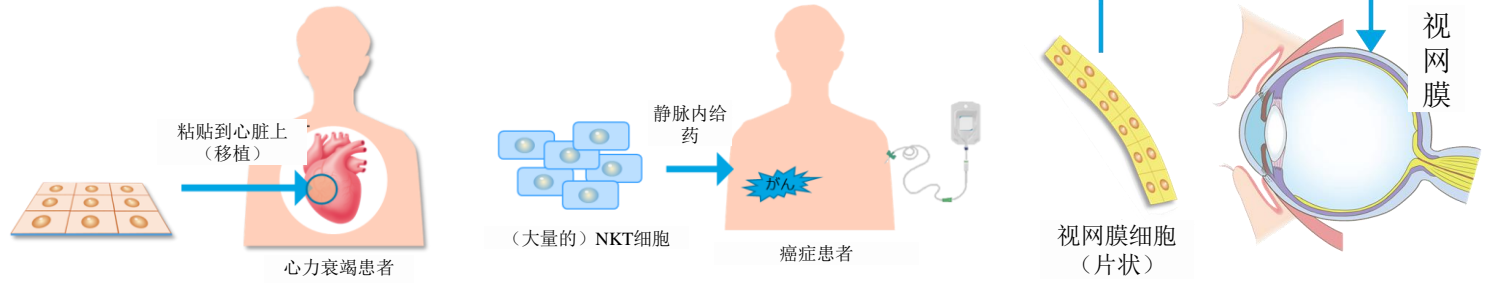 粘贴到心脏上
（移植）
心力衰竭患者
静脉内给
药
がん
（大量的）NKT细胞
癌症患者
视网膜细胞
（片状）
视
网
膜